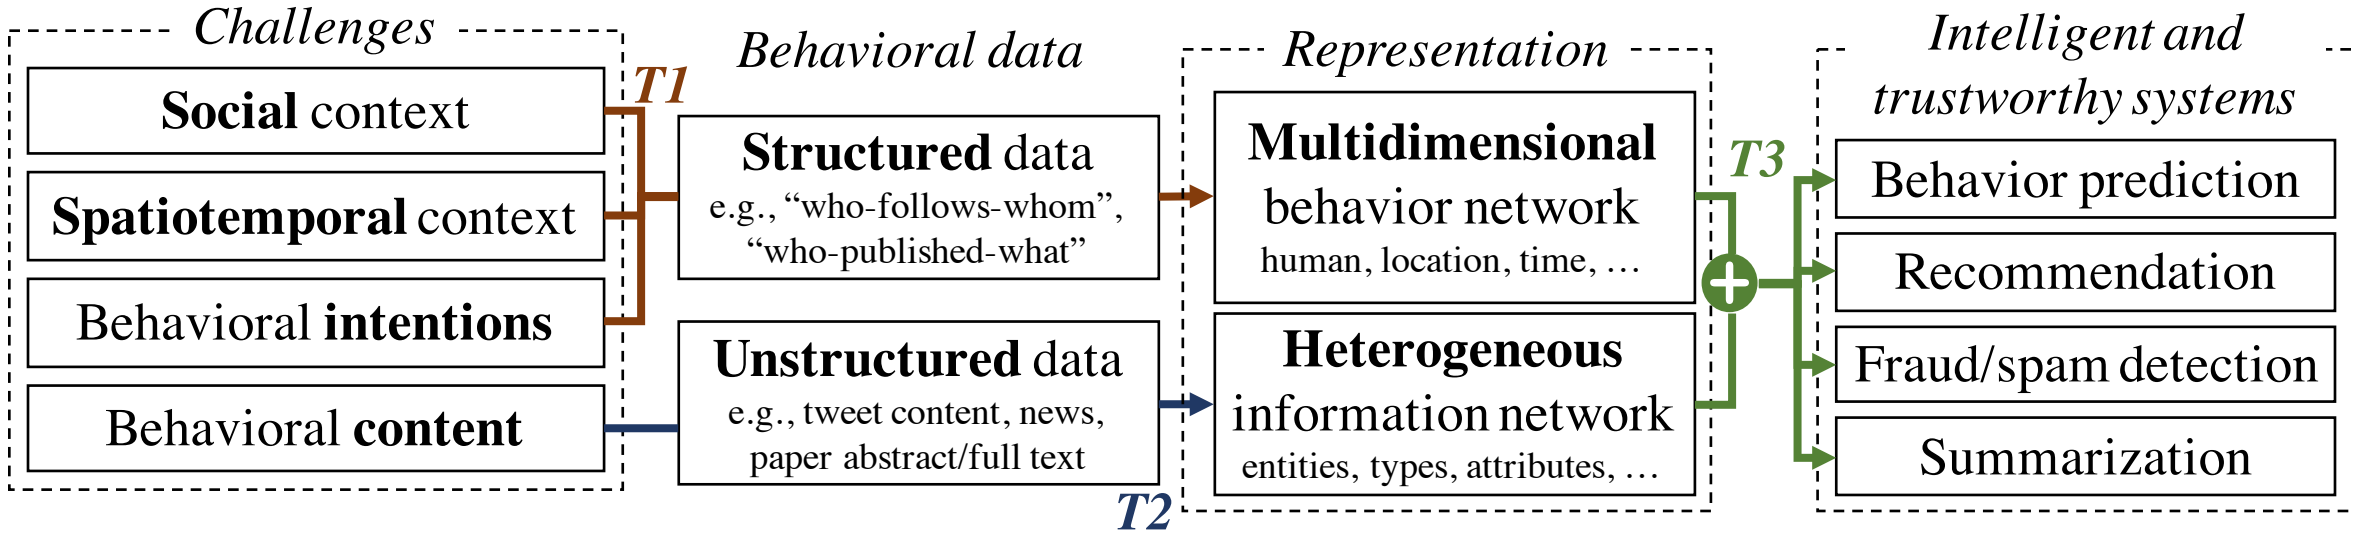 Challenges
Social context
Spatiotemporal context
Behavioral intentions
Behavioral content
T1
Behavioral data
Structured data
e.g., “who-follows-whom”,
“who-published-what”
Unstructured data
e.g., tweet content, news,
paper abstract/full text
T2
Representation
Multidimensional
behavior network
human, location, time, …
Heterogeneous
information network
entities, types, attributes, …
T3
Intelligent and
trustworthy systems
Behavior prediction
Recommendation
Fraud/spam detection
Summarization